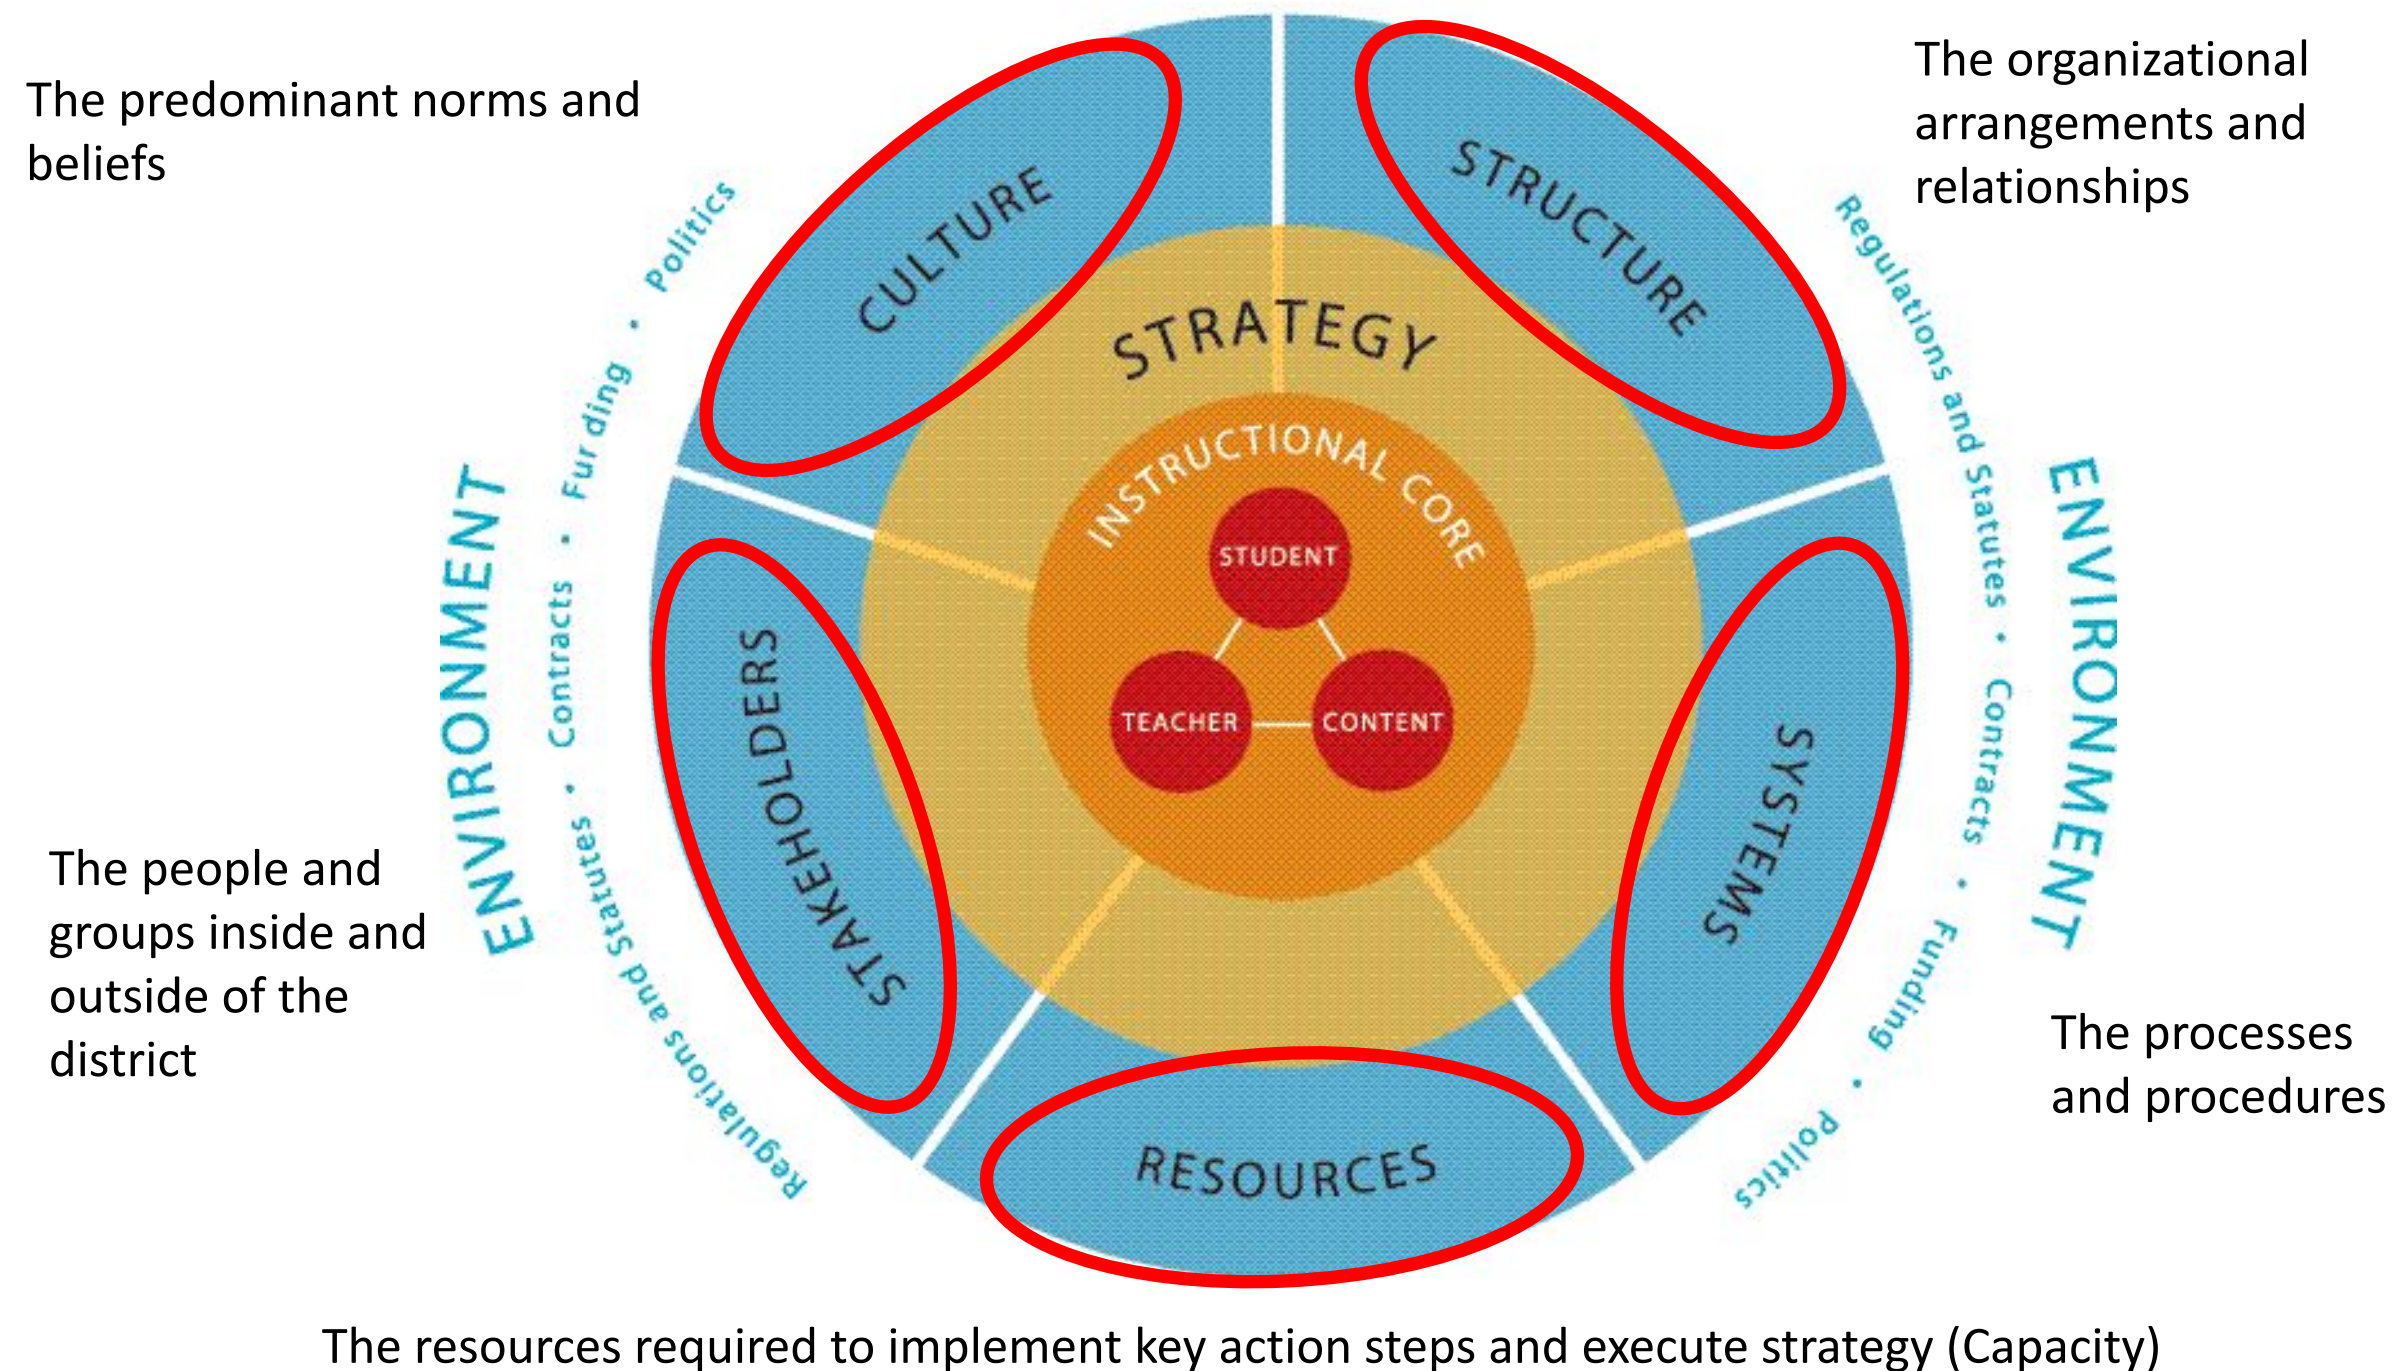 The predominant norms and
beliefs
The organizational
arrangements and
relationships
CULTURE
STRUCTURE
STRATEGY
INSTRUCTIONAL CORE
STUDENT
TEACHER
CONTENT
STAKEHOLDERS
SYSTEMS
RESOURCES
ENVIRONMENT
Regulations and Statutes • Contracts • Fur ding • Politics
Regulations and Statutes • Contracts • Funding • Politics
ENVIRONMENT
The people and
groups inside and
outside of the
district
The processes
and procedures
The resources required to implement key action steps and execute strategy (Capacity)